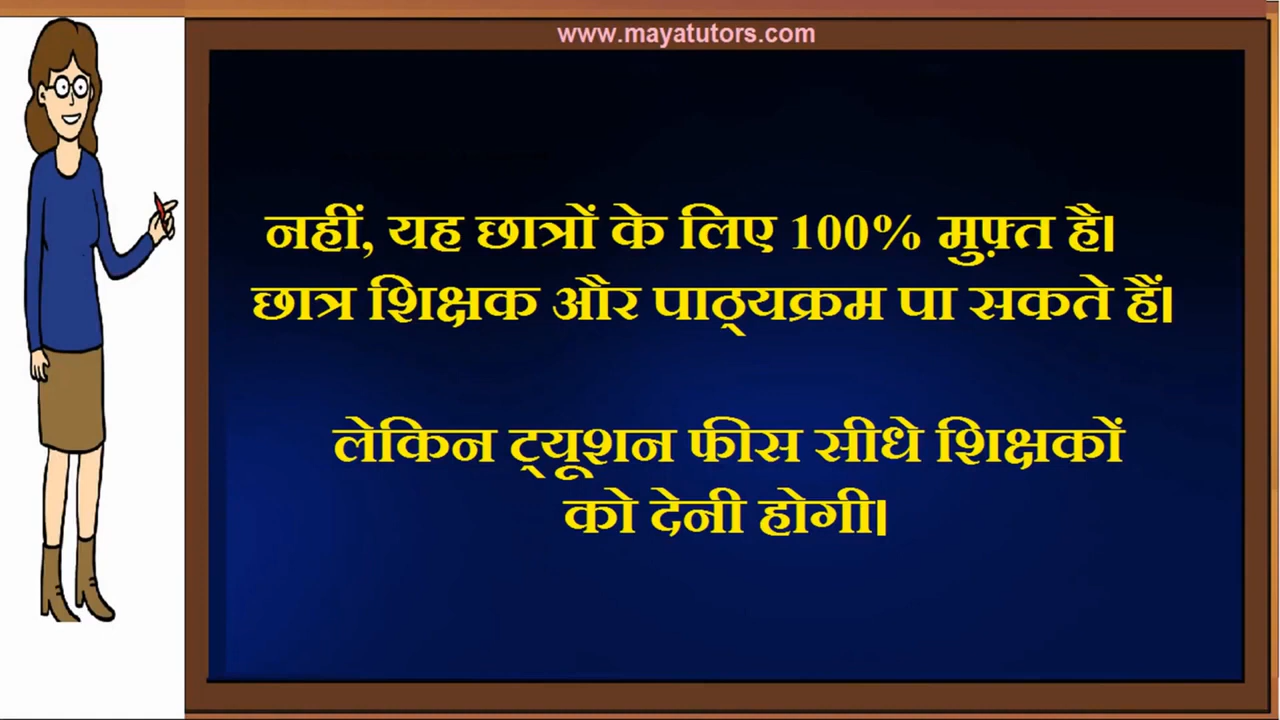 www.mayatutors.com
नहीं, यह छात्रों के लिए 100% मुफ़्त है।
छात्र शिक्षक और पाठ्यक्रम पा सकते हैं।
लेकिन ट्यूशन फीस सीधे शिक्षकों
को देनी होगी।